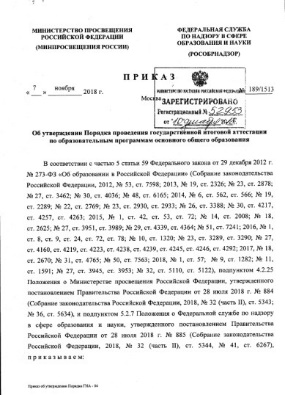 МИНИСТЕРСТВО ПРОСВЕЩЕНИЯ
РОССИЙСКОЙ ФЕДЕРАЦИИ
(МИНПРОСВЕЩЕНИЯ РОССИИ)
ФЕДЕРАЛЬНАЯ СЛУЖБА
ПО НАДЗОРУ В СФЕРЕ
ОБРАЗОВАНИЯ И НАУКИ
(РОСОБРНАДЗОР)
ПРИКАЗ
« 7 » ноября 2018 г.
Москва
№ 189/1513
МИНИСТЕРСТВО ЮСТИЦИИ РОССИЙСКОЙ ФЕДЕРАЦИИ
ЗАРЕГИСТРИРОВАНО
Регистрационный № 52953
от
Об утверждении Порядка проведения государственной итоговой аттестации
по образовательным программам основного общего образования
В соответствии с частью 5 статьи 59 Федерального закона от 29 декабря 2012 г.
№ 273-ФЗ «Об образовании в Российской Федерации» (Собрание законодательства
Российской Федерации, 2012, № 53, ст. 7598; 2013, № 19, ст. 2326; № 23, ст. 2878;
№ 27, ст. 3462; № 30, ст. 4036; № 48, ст. 6165; 2014, № 6, ст. 562, ст. 566; № 19,
ст. 2289; № 22, ст. 2769; № 23, ст. 2930, ст. 2933; № 26, ст. 3388; № 30, ст. 4217,
ст. 4257, ст. 4263; 2015, № 1, ст. 42, ст. 53, ст. 72; № 14, ст. 2008; № 18,
ст. 2625; № 27, ст. 3951, ст. 3989; № 29, ст. 4339, ст. 4364; № 51, ст. 7241; 2016, № 1,
ст. 8, ст. 9, ст. 24, ст. 72, ст. 78; № 10, ст. 1320; № 23, ст. 3289, ст. 3290; № 27,
ст. 4160, ст. 4219, ст. 4223, ст. 4238, ст. 4239, ст. 4245, ст. 4246, ст. 4292; 2017, № 18,
ст. 2670; № 31, ст. 4765; № 50, ст. 7563; 2018, № 1, ст. 57, № 9, ст. 1282; № 11,
ст. 1591; № 27, ст. 3945, ст. 3953; № 32, ст. 5110, ст. 5122), подпунктом 4.2.25
Положения о Министерстве просвещения Российской Федерации, утвержденного
постановлением Правительства Российской Федерации от 28 июля 2018 г. № 884
(Собрание законодательства Российской Федерации, 2018, № 32 (часть II), ст. 5343;
№ 36, ст. 5634), и подпунктом 5.2.7 Положения о Федеральной службе по надзору
в сфере образования и науки, утвержденного постановлением Правительства
Российской Федерации от 28 июля 2018 г. № 885 (Собрание законодательства
Российской Федерации, 2018, № 32 (часть II), ст. 5344, № 41, ст. 6267),
приказываем:
Приказ об утверждении Порядка ГИА - 04